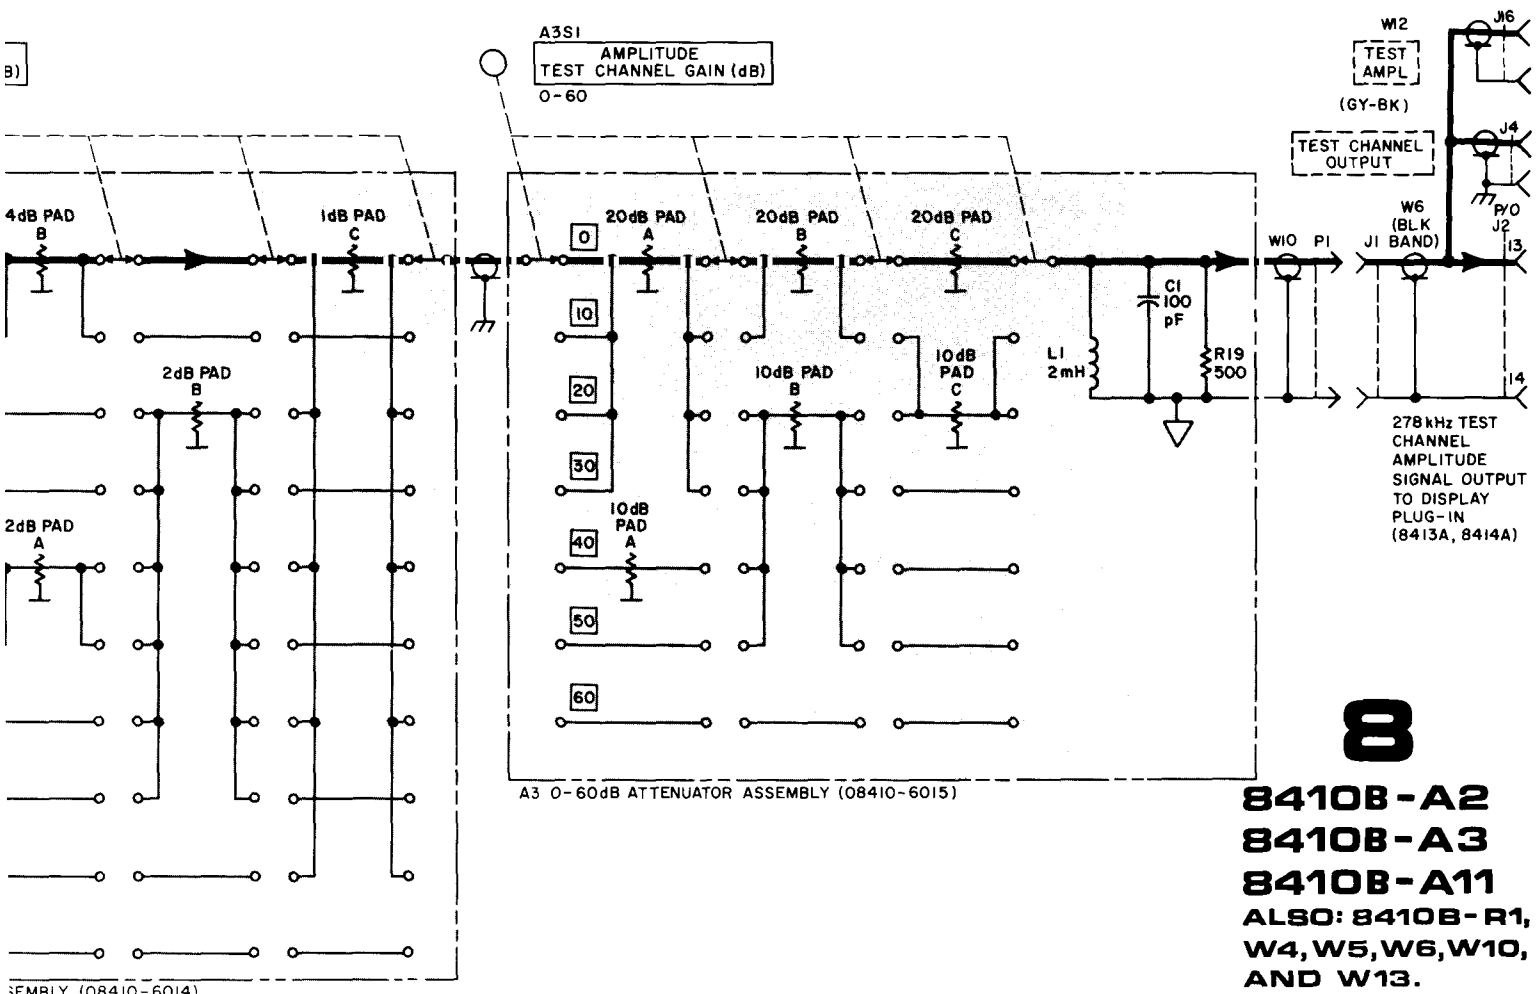 B)
A3S1
AMPLITUDE
TEST CHANNEL GAIN (dB)
0-60
W12
J16
TEST
AMPL
(GY-BK)
J4
TEST CHANNEL
OUTPUT
W6
(BLK
BAND)
P/O
J2
W10
P1
J1
13
14
4dB PAD
B
1dB PAD
C
2dB PAD
B
2dB PAD
A
0
20dB PAD
A
20dB PAD
B
20dB PAD
C
10
20
30
40
50
60
10dB PAD
B
10dB
PAD
C
10dB
PAD
A
L1
2mH
C1
100
pF
R19
500
278kHz TEST
CHANNEL
AMPLITUDE
SIGNAL OUTPUT
TO DISPLAY
PLUG-IN
(8413A, 8414A)
A3 0-60dB ATTENUATOR ASSEMBLY (08410-6015)
SEMBLY (08410-6014)
8
8410B-A2
8410B-A3
8410B-A11
ALSO: 8410B-R1,
W4,W5,W6,W10,
AND W13.